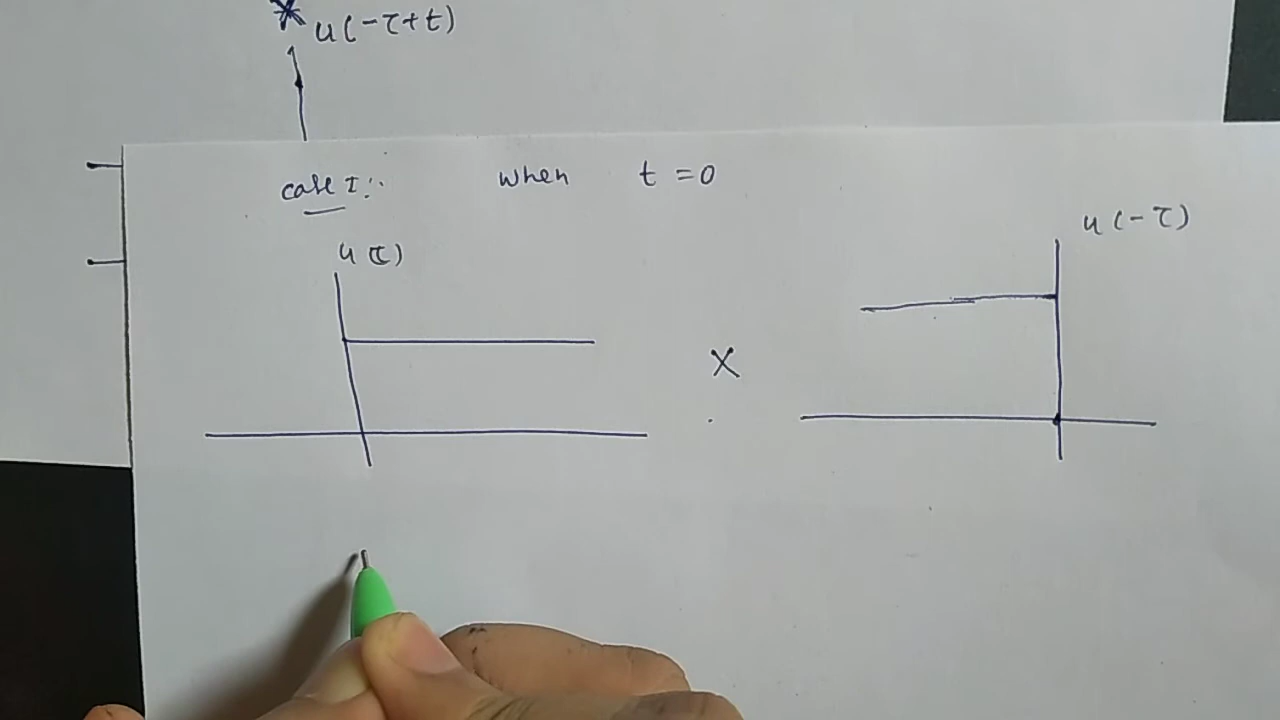 u(-τ+t)
case I:- when t = 0
u(τ)
u(-τ)
X